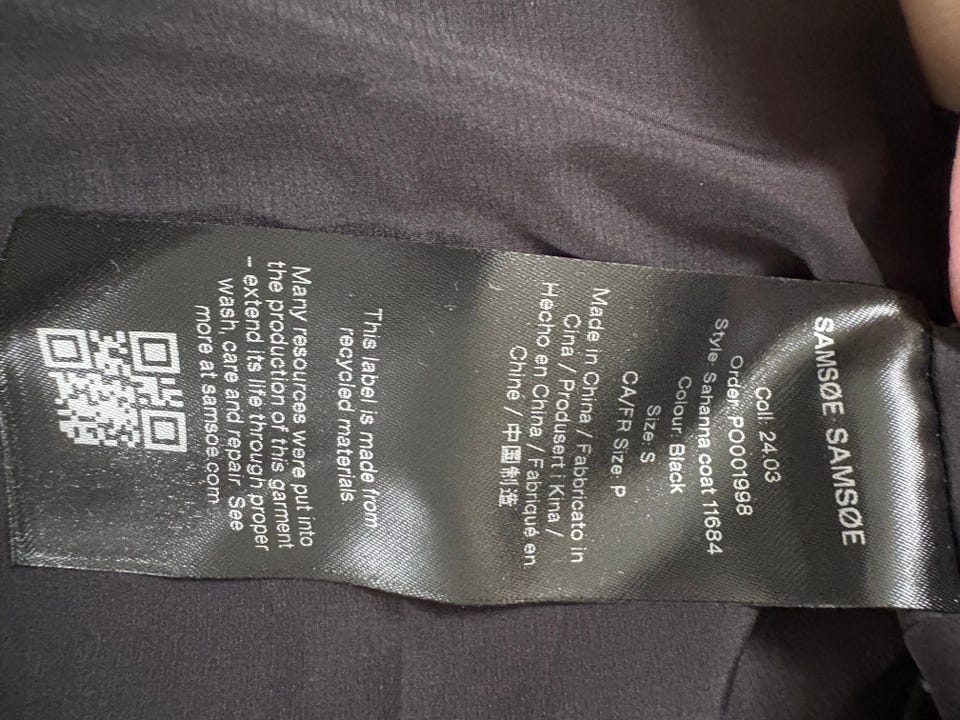 SAMSØE SAMSØE
Coll: 24.03
Order: PO001998
Style: Sahanna coat 11684
Colour: Black
Size: S
CA/FR Size: P
Made in China / Fabbricato in
Cina / Produsert i Kina /
Hecho en China / Fabriqué en
Chine / 中国制造
This label is made from
recycled materials.
Many resources were put into
the production of this garment
– extend its life through proper
wash, care and repair. See
more at samsoe.com